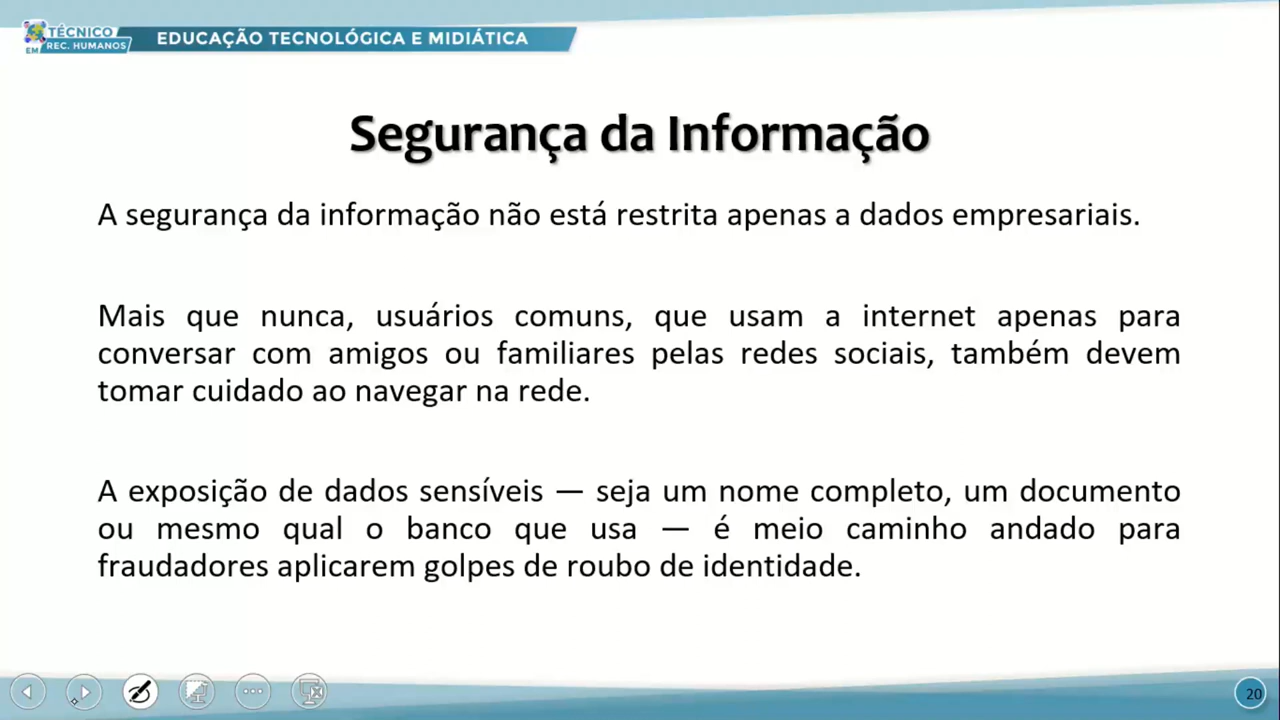 TÉCNICO
EM REC. HUMANOS
EDUCAÇÃO TECNOLÓGICA E MIDIÁTICA
Segurança da Informação
A segurança da informação não está restrita apenas a dados empresariais.
Mais que nunca, usuários comuns, que usam a internet apenas para
conversar com amigos ou familiares pelas redes sociais, também devem
tomar cuidado ao navegar na rede.
A exposição de dados sensíveis — seja um nome completo, um documento
ou mesmo qual o banco que usa — é meio caminho andado para
fraudadores aplicarem golpes de roubo de identidade.
20